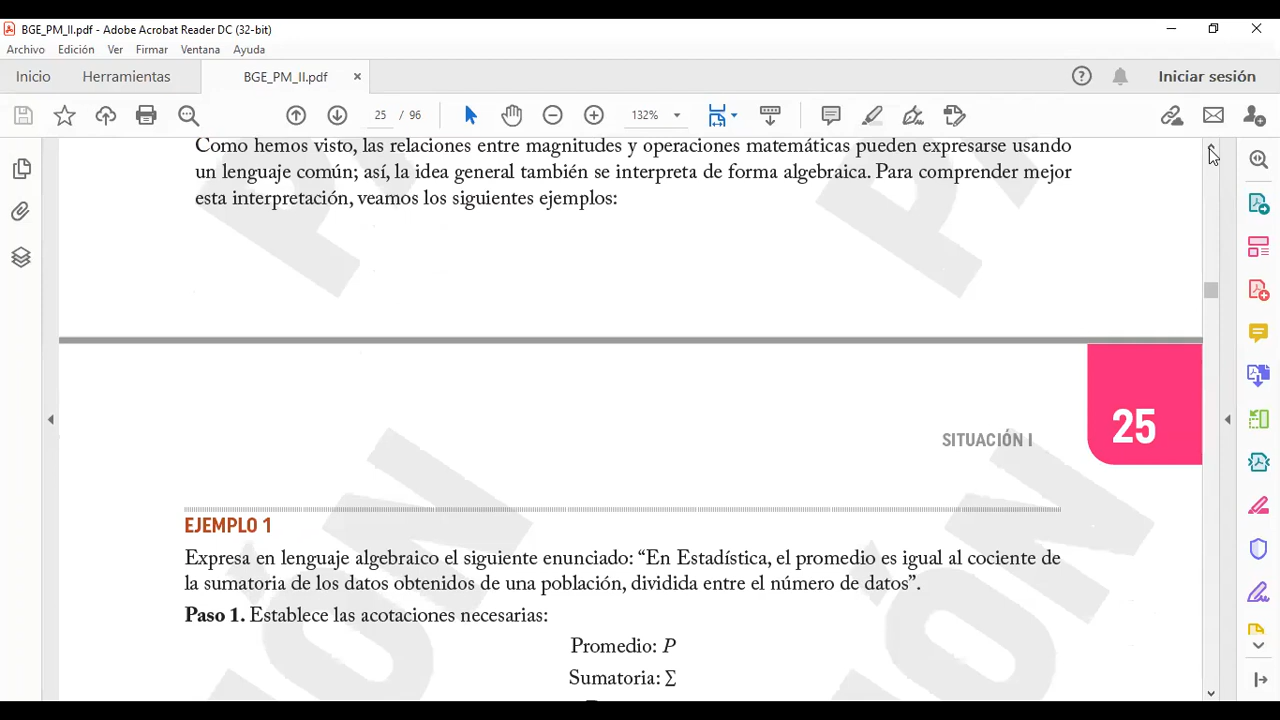 BGE_PM_II.pdf - Adobe Acrobat Reader DC (32-bit)
Archivo Edición Ver Firmar Ventana Ayuda
Inicio Herramientas BGE_PM_II.pdf × Iniciar sesión
25 / 96 132%
Como hemos visto, las relaciones entre magnitudes y operaciones matemáticas pueden expresarse usando
un lenguaje común; así, la idea general también se interpreta de forma algebraica. Para comprender mejor
esta interpretación, veamos los siguientes ejemplos:
25
SITUACIÓN I
EJEMPLO 1
Expresa en lenguaje algebraico el siguiente enunciado: “En Estadística, el promedio es igual al cociente de
la sumatoria de los datos obtenidos de una población, dividida entre el número de datos”.
Paso 1. Establece las acotaciones necesarias:
Promedio: P
Sumatoria: Σ